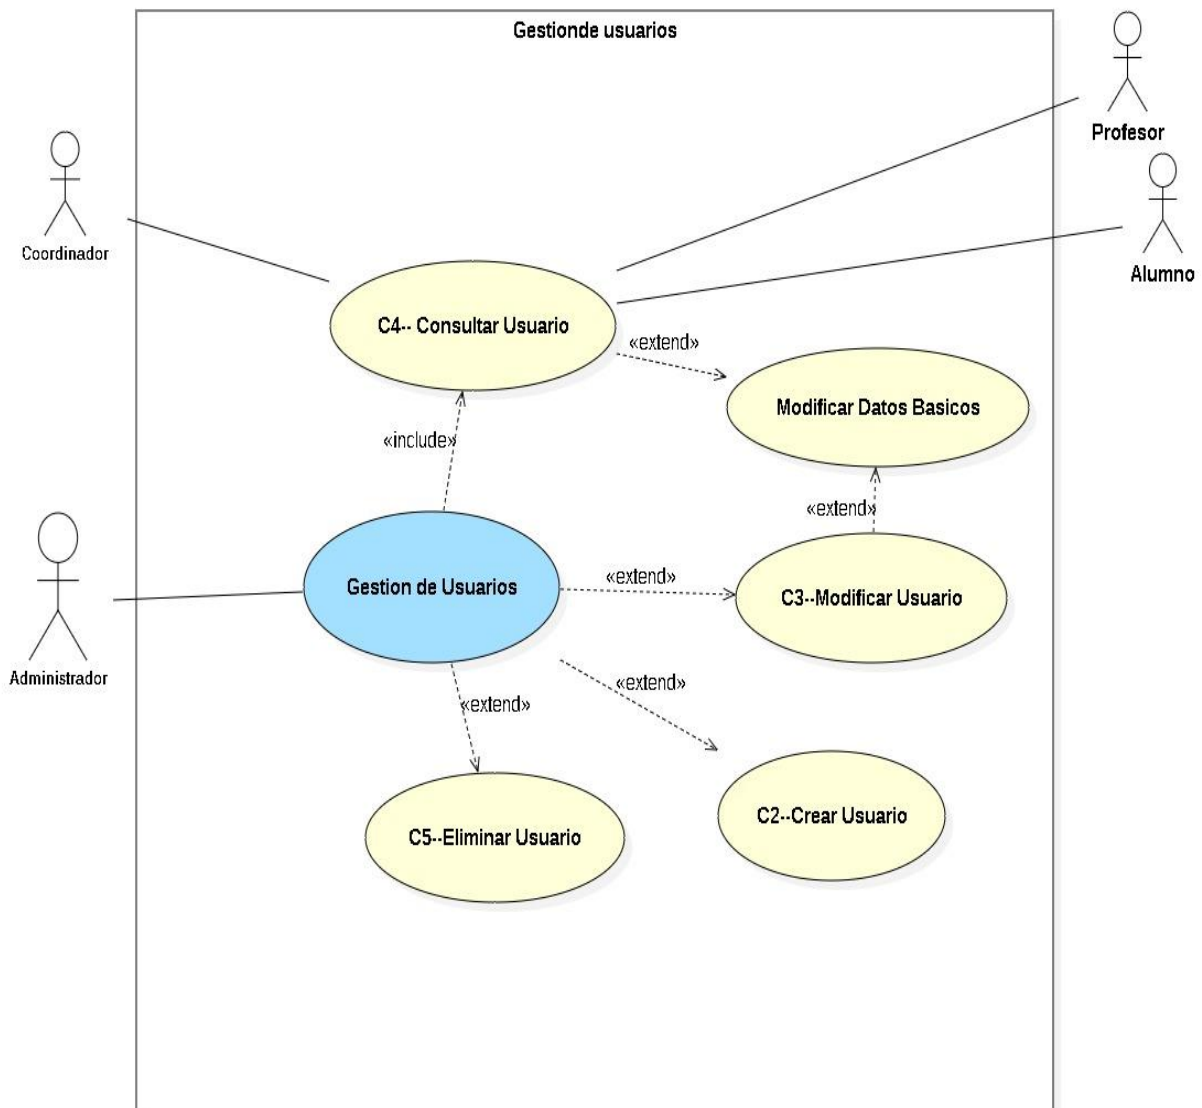 Gestionde usuarios
Profesor
Coordinador
Alumno
C4-- Consultar Usuario
«extend»
Modificar Datos Basicos
«include»
«extend»
Gestion de Usuarios
«extend»
C3--Modificar Usuario
Administrador
«extend»
«extend»
C2--Crear Usuario
C5--Eliminar Usuario